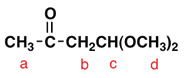 O
CH₃-C-CH₂CH(OCH₃)₂
a b c d